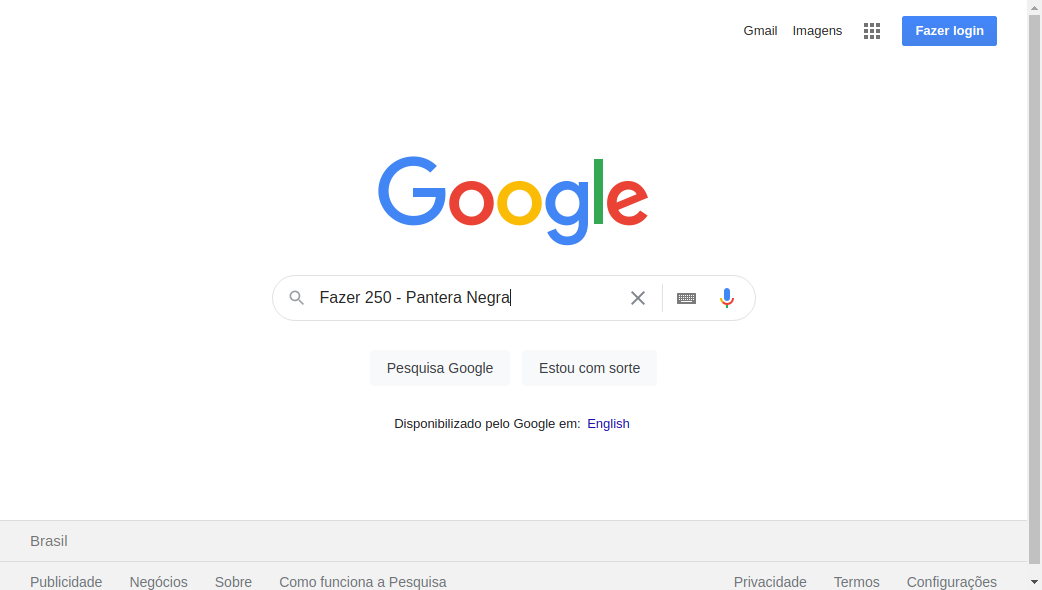 Gmail Imagens Fazer login
Google
Fazer 250 - Pantera Negra
Pesquisa Google Estou com sorte
Disponibilizado pelo Google em: English
Brasil
Publicidade Negócios Sobre Como funciona a Pesquisa Privacidade Termos Configurações